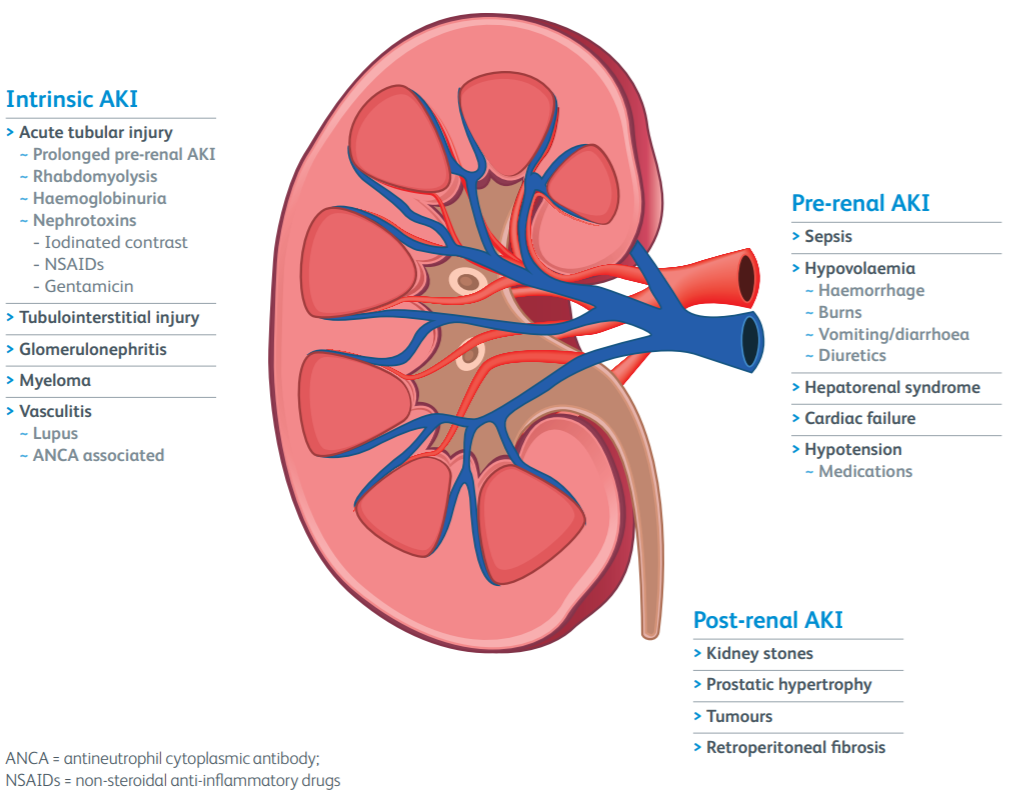 Intrinsic AKI
> Acute tubular injury
~ Prolonged pre-renal AKI
~ Rhabdomyolysis
~ Haemoglobinuria
~ Nephrotoxins
- Iodinated contrast
- NSAIDs
- Gentamicin
> Tubulointerstitial injury
> Glomerulonephritis
> Myeloma
> Vasculitis
~ Lupus
~ ANCA associated
Pre-renal AKI
> Sepsis
> Hypovolaemia
~ Haemorrhage
~ Burns
~ Vomiting/diarrhoea
~ Diuretics
> Hepatorenal syndrome
> Cardiac failure
> Hypotension
~ Medications
Post-renal AKI
> Kidney stones
> Prostatic hypertrophy
> Tumours
> Retroperitoneal fibrosis
ANCA = antineutrophil cytoplasmic antibody;
NSAIDs = non-steroidal anti-inflammatory drugs